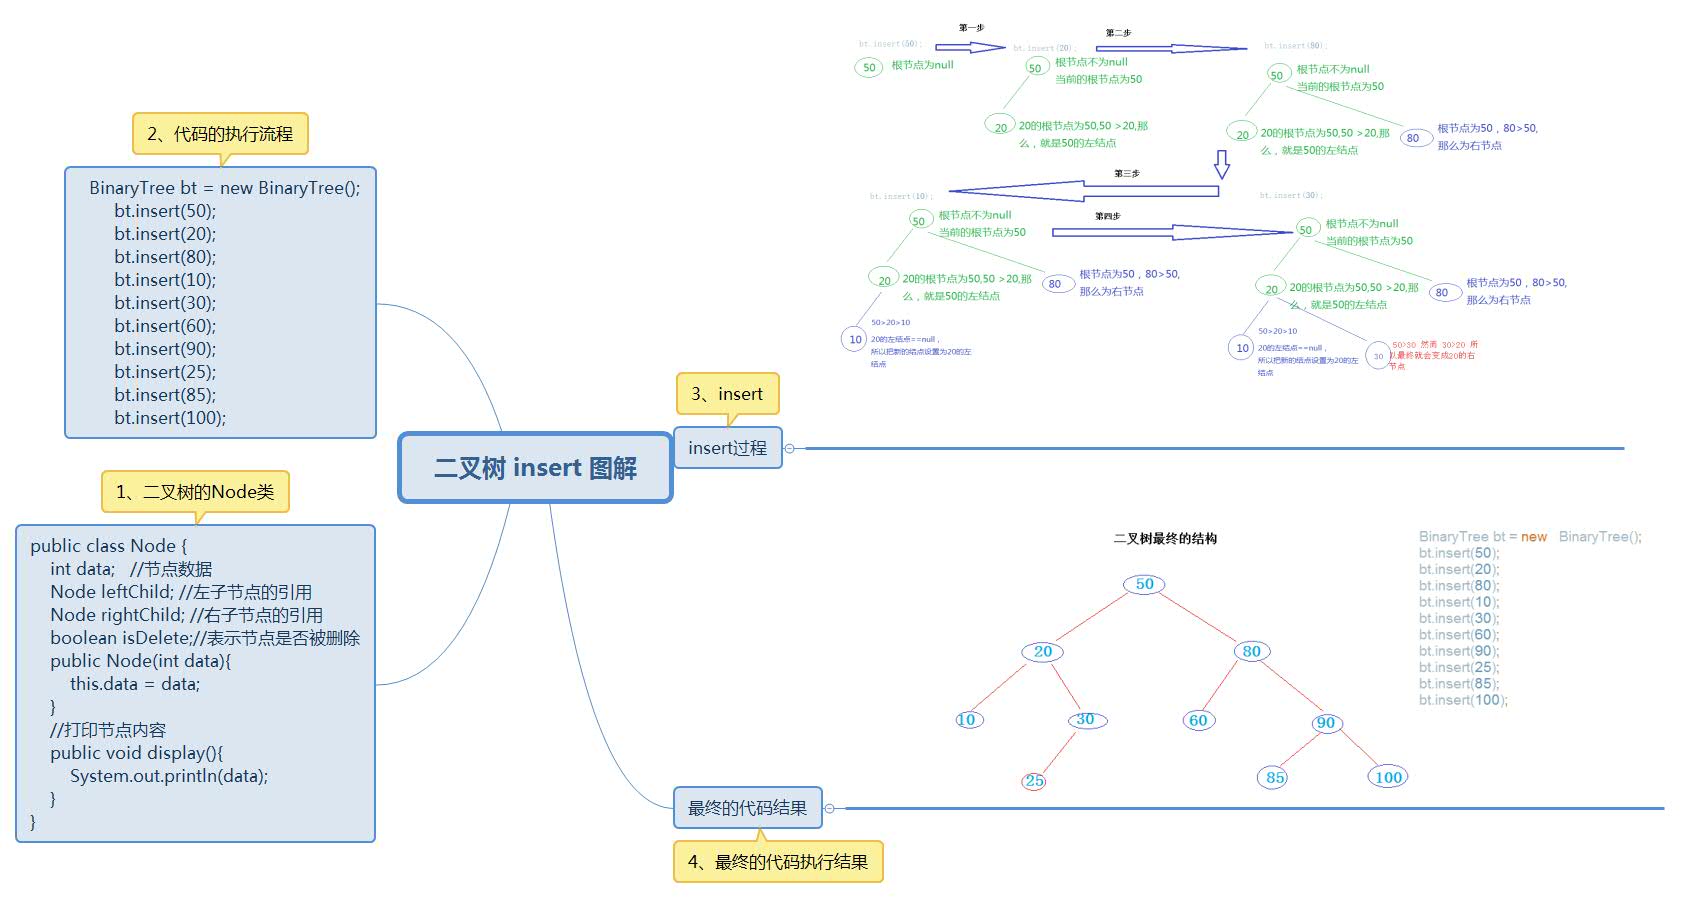 2、代码的执行流程
BinaryTree bt = new BinaryTree();
bt.insert(50);
bt.insert(20);
bt.insert(80);
bt.insert(10);
bt.insert(30);
bt.insert(60);
bt.insert(90);
bt.insert(25);
bt.insert(85);
bt.insert(100);
1、二叉树的Node类
public class Node {
int data;   //节点数据
Node leftChild; //左子节点的引用
Node rightChild; //右子节点的引用
boolean isDelete;//表示节点是否被删除
public Node(int data){
this.data = data;
}
//打印节点内容
public void display(){
System.out.println(data);
}
}
二叉树 insert 图解
3、insert
insert过程
第一步
bt.insert(50);
50
根节点为null
第二步
bt.insert(20);
50
根节点不为null
当前的根节点为50
20
20的根节点为50,50 >20,那
么，就是50的左结点
bt.insert(80);
50
根节点不为null
当前的根节点为50
20
20的根节点为50,50 >20,那
么，就是50的左结点
80
根节点为50，80>50,
那么为右节点
第三步
bt.insert(10);
50
根节点不为null
当前的根节点为50
20
20的根节点为50,50 >20,那
么，就是50的左结点
80
根节点为50，80>50,
那么为右节点
10
50>20>10
20的左结点==null，
所以把新的结点设置为20的左
结点
第四步
bt.insert(30);
50
根节点不为null
当前的根节点为50
20
20的根节点为50,50 >20,那
么，就是50的左结点
80
根节点为50，80>50,
那么为右节点
10
50>20>10
20的左结点==null，
所以把新的结点设置为20的左
结点
30
50>30 然而 30>20 所
以最终就会变成20的右
节点
二叉树最终的结构
50
20
80
10
30
60
90
25
85
100
BinaryTree bt = new   BinaryTree();
bt.insert(50);
bt.insert(20);
bt.insert(80);
bt.insert(10);
bt.insert(30);
bt.insert(60);
bt.insert(90);
bt.insert(25);
bt.insert(85);
bt.insert(100);
最终的代码结果
4、最终的代码执行结果